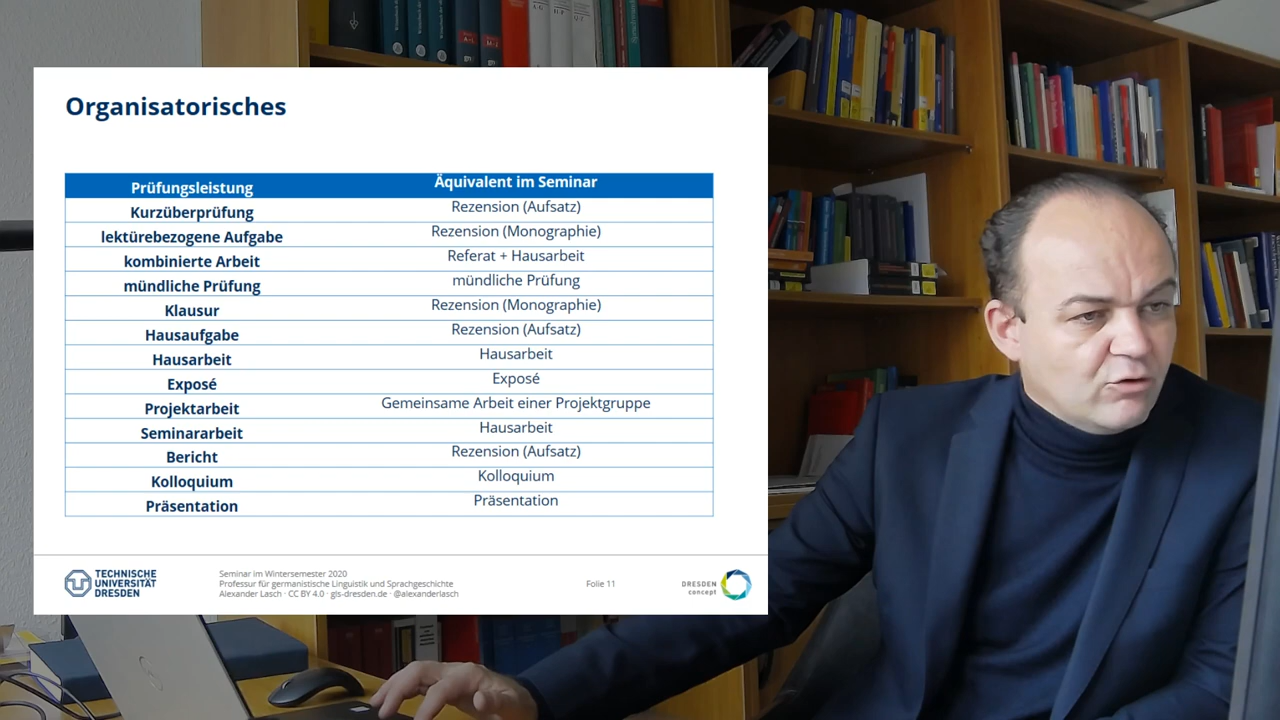 Organisatorisches
Prüfungsleistung Äquivalent im Seminar
Kurzüberprüfung Rezension (Aufsatz)
lektürebezogene Aufgabe Rezension (Monographie)
kombinierte Arbeit Referat + Hausarbeit
mündliche Prüfung mündliche Prüfung
Klausur Rezension (Monographie)
Hausaufgabe Rezension (Aufsatz)
Hausarbeit Hausarbeit
Exposé Exposé
Projektarbeit Gemeinsame Arbeit einer Projektgruppe
Seminararbeit Hausarbeit
Bericht Rezension (Aufsatz)
Kolloquium Kolloquium
Präsentation Präsentation
TECHNISCHE
UNIVERSITÄT
DRESDEN
Seminar im Wintersemester 2020
Professur für germanistische Linguistik und Sprachgeschichte
Alexander Lasch · CC BY 4.0 · gls-dresden.de · @alexanderlasch
Folie 11
DRESDEN
concept